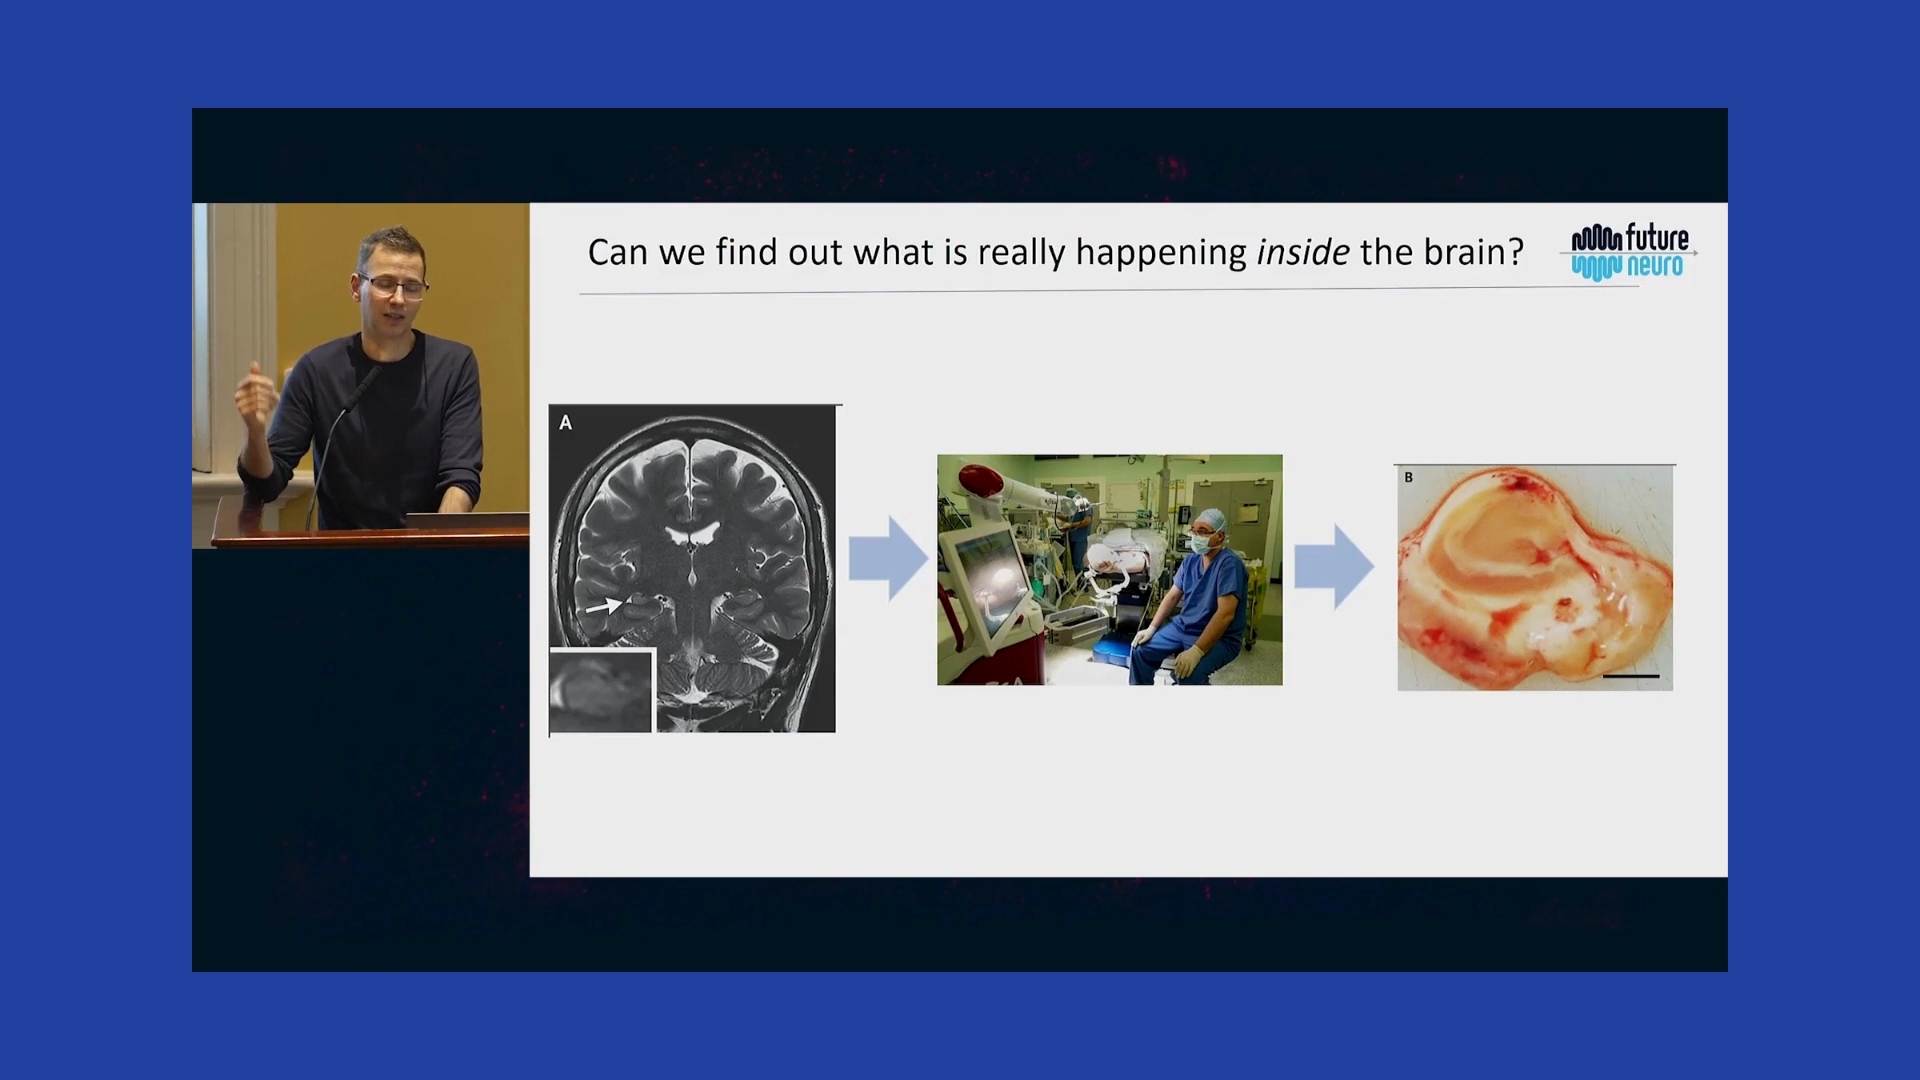 Can we find out what is really happening inside the brain?
future
neuro
A
B